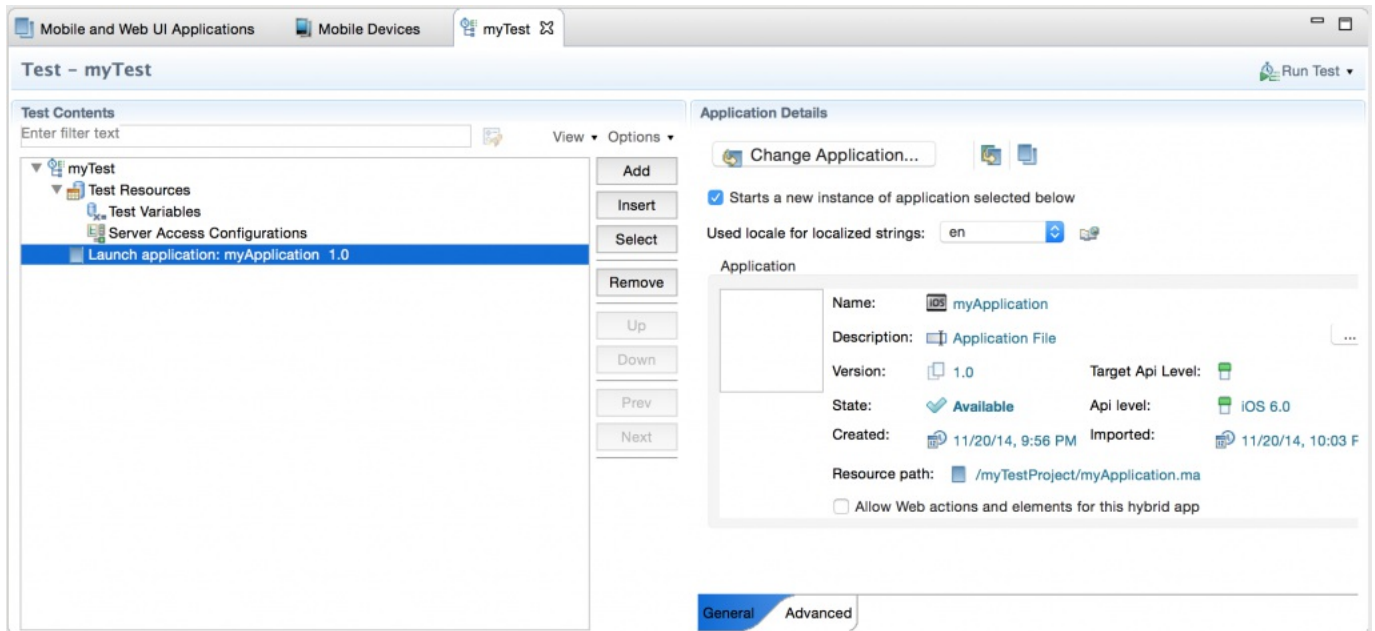 Mobile and Web UI Applications
Mobile Devices
myTest
Test – myTest
Run Test
Test Contents
Enter filter text
View
Options
myTest
Test Resources
Test Variables
Server Access Configurations
Launch application: myApplication 1.0
Add
Insert
Select
Remove
Up
Down
Prev
Next
Application Details
Change Application...
Starts a new instance of application selected below
Used locale for localized strings: en
Application
Name: iOS myApplication
Description: Application File
...
Version: 1.0 Target Api Level:
State: Available Api level: iOS 6.0
Created: 11/20/14, 9:56 PM Imported: 11/20/14, 10:03 P
Resource path: /myTestProject/myApplication.ma
Allow Web actions and elements for this hybrid app
General
Advanced